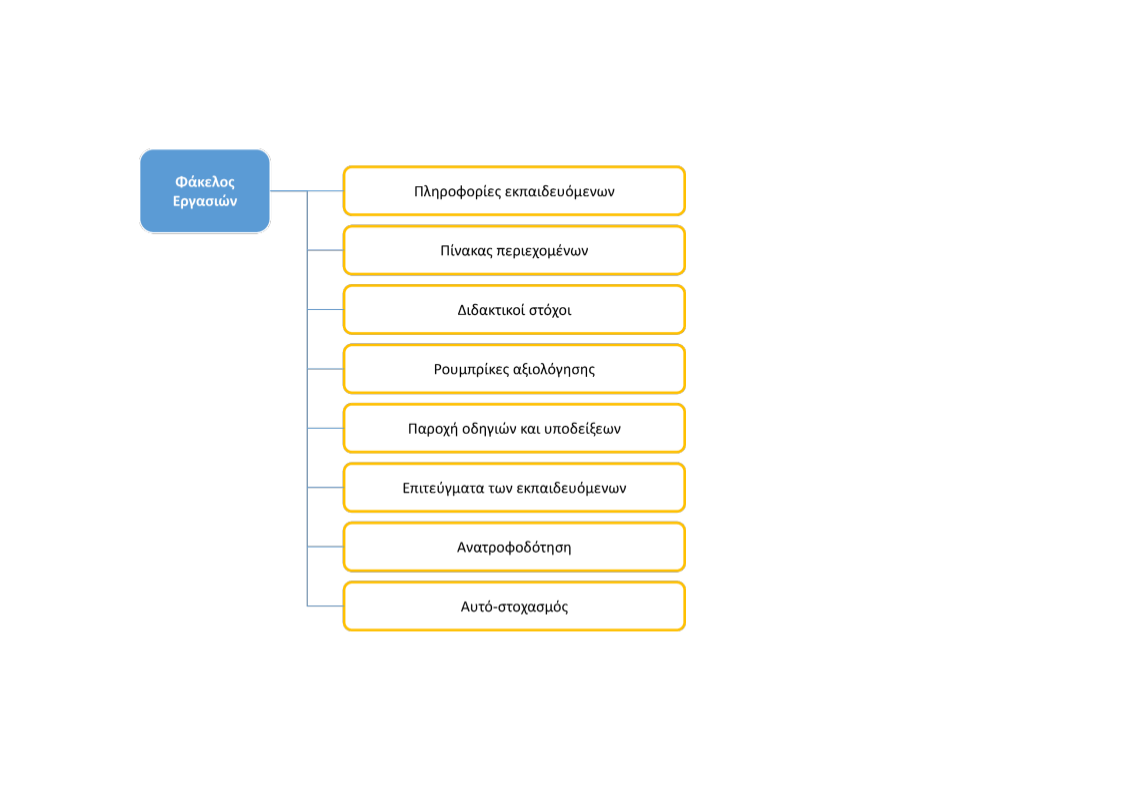 Φάκελος
Εργασιών
Πληροφορίες εκπαιδευόμενων
Πίνακας περιεχομένων
Διδακτικοί στόχοι
Ρουμπρίκες αξιολόγησης
Παροχή οδηγιών και υποδείξεων
Επιτεύγματα των εκπαιδευόμενων
Ανατροφοδότηση
Αυτό-στοχασμός